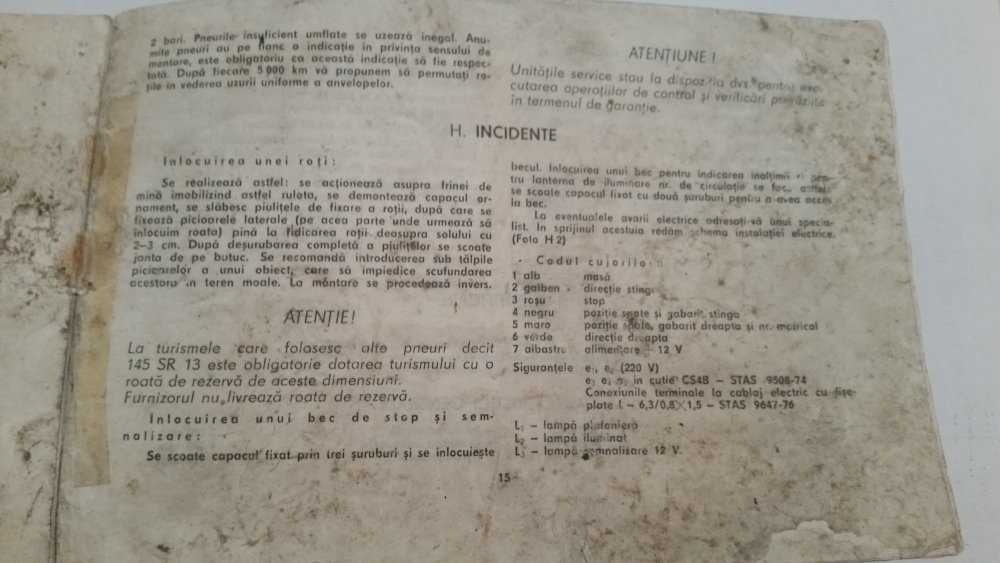 2 bari. Pneurile insuficient umflate se uzează inegal. Anu-
mite pneuri au pe flanc o indicație în privința sensului de
montare, este obligatoriu ca această indicație să fie respec-
tată. După fiecare 5 000 km vă propunem să permutați ro-
țile în vederea uzurii uniforme a anvelopelor.
ATENȚIUNE !
Unitățile service stau la dispoziția dvs. pentru exe-
cutarea operațiilor de control și verificări prevăzute
în termenul de garanție.
H. INCIDENTE
Inlocuirea unei roți:
Se realizează astfel: se acționează asupra frinei de
mină imobilizind astfel rulota, se demontează capacul or-
nament, se slăbesc piulițele de fixare a roții, după care se
fixează picioarele laterale (pe acea parte unde urmează să
inlocuim roata) pină la ridicarea roții deasupra solului cu
2–3 cm. După deșurubarea completă a piulițelor se scoate
janta de pe butuc. Se recomandă introducerea sub tălpile
picioarelor a unui obiect, care să impiedice scufundarea
acestora in teren moale. La montare se procedează invers.
ATENȚIE!
La turismele care folosesc alte pneuri decit
145 SR 13 este obligatorie dotarea turismului cu o
roată de rezervă de aceste dimensiuni.
Furnizorul nu livrează roata de rezervă.
Inlocuirea unui bec de stop și sem-
nalizare:
Se scoate capacul fixat prin trei șuruburi și se inlocuiește
becul. Inlocuirea unui bec pentru indicarea inalțimii pen-
tru lanterna de iluminare nr. de circulație se face astfel:
se scoate capacul fixat cu două șuruburi pentru a avea acces
la bec.
La eventualele avarii electrice adresați-vă unui specia-
list. In sprijinul acestuia redăm schema instalației electrice.
(Foto H 2)
Codul culorilor
1 alb masă
2 galben direcție stinga
3 roșu stop
4 negru poziție spate și gabarit stinga
5 maro poziție spate, gabarit dreapta și nr. matricol
6 verde direcție dreapta
7 albastru alimentare – 12 V
Siguranțele e₁, e₂ (220 V)
e₁ in cutie CS4B – STAS 9508-74
Conexiunile terminale la cablaj electric cu fișe-
plate I – 6,3/0,8×1,5 – STAS 9647-76
L₁ – lampă plafonieră
L₂ – lampă iluminat
L₃ – lampă semnalizare 12 V.
15